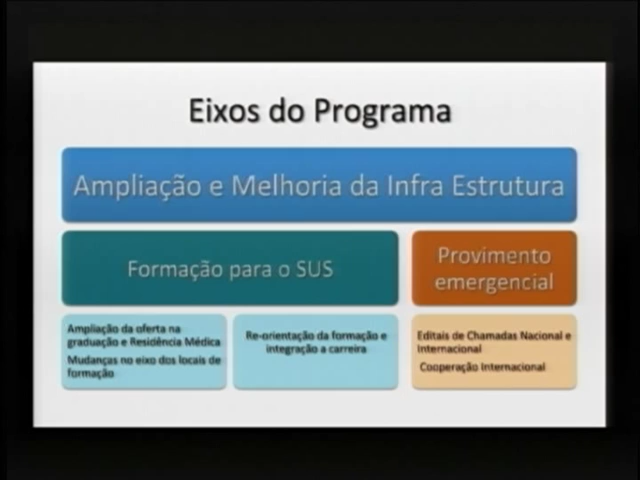 Eixos do Programa
Ampliação e Melhoria da Infra Estrutura
Formação para o SUS
Provimento
emergencial
Ampliação da oferta na
graduação e Residência Médica
Mudanças no eixo dos locais de
formação
Re-orientação da formação e
integração a carreira
Editais de Chamadas Nacional e
Internacional
Cooperação Internacional